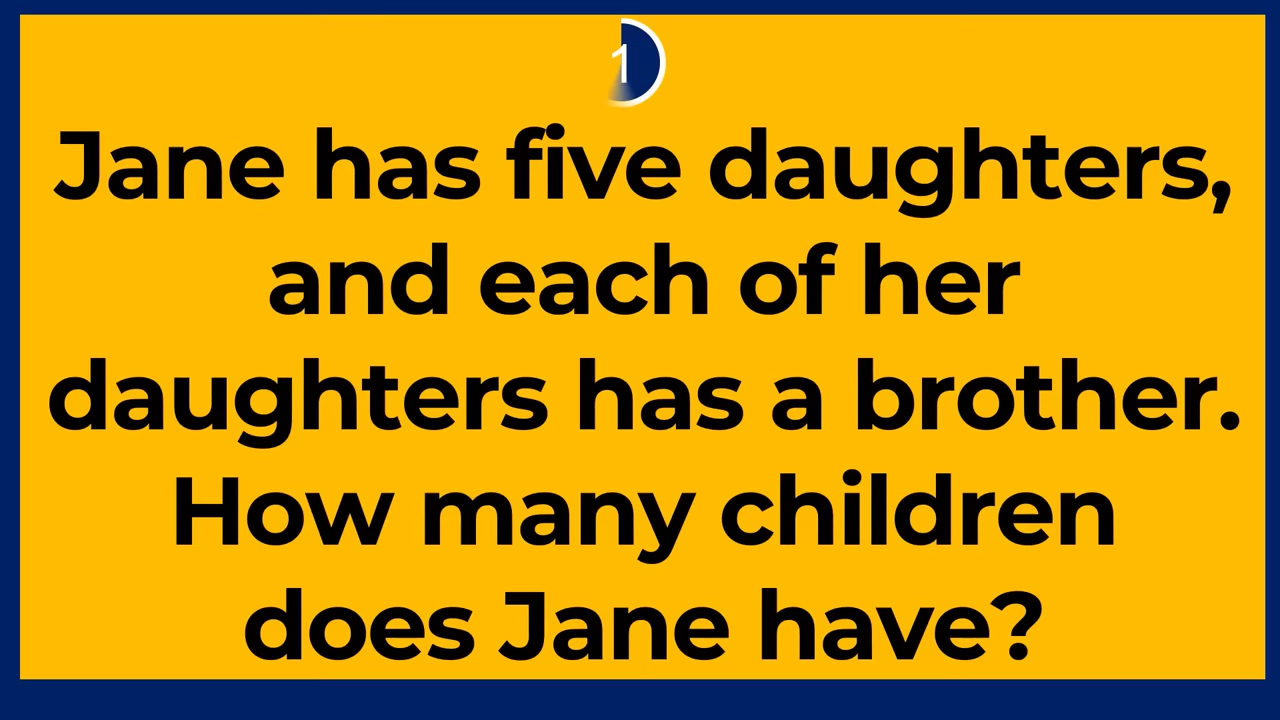 1
Jane has five daughters,
and each of her
daughters has a brother.
How many children
does Jane have?